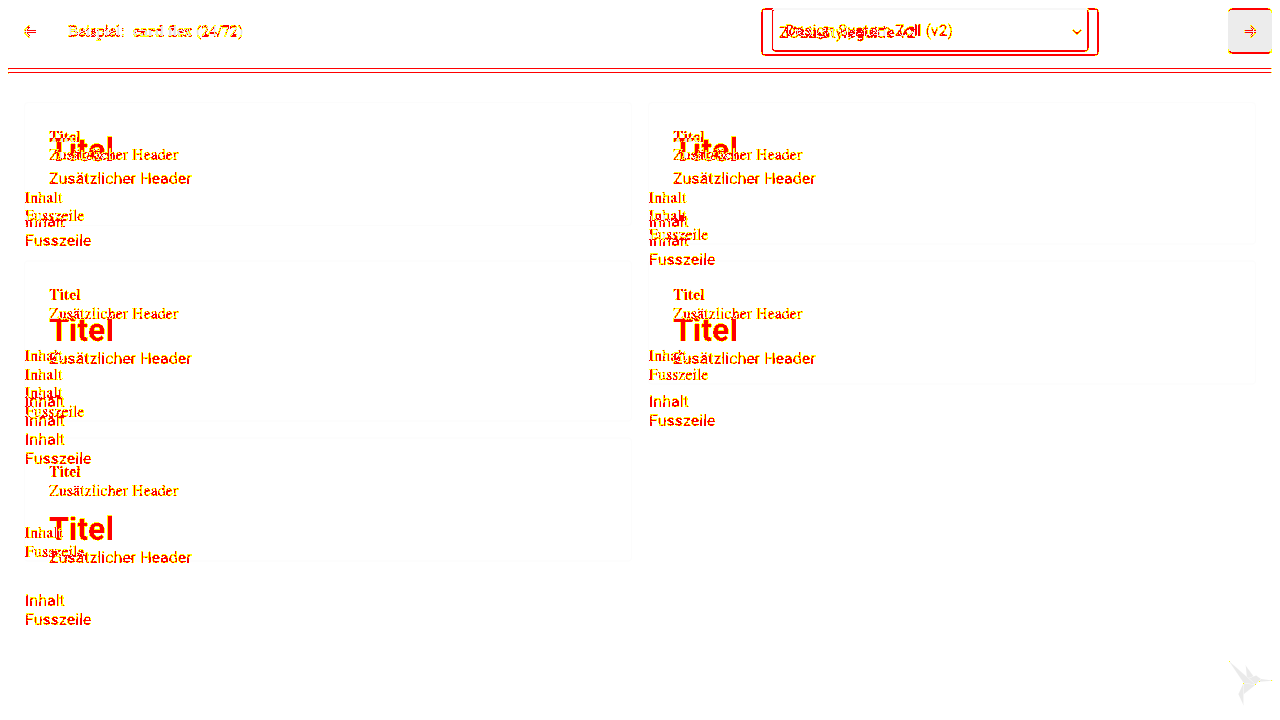 ⇐ Beispiel: card-flex (24/72)
Design System Zoll (v2)
⇒
Titel
Titel
Zusätzlicher Header
Zusätzlicher Header
Inhalt
Fusszeile
Inhalt
Fusszeile
Titel
Titel
Zusätzlicher Header
Zusätzlicher Header
Inhalt
Inhalt
Inhalt
Fusszeile
Inhalt
Fusszeile
Titel
Zusätzlicher Header
Titel
Zusätzlicher Header
Inhalt
Inhalt
Inhalt
Inhalt
Fusszeile
Inhalt
Inhalt
Fusszeile
Titel
Zusätzlicher Header
Titel
Zusätzlicher Header
Inhalt
Fusszeile
Inhalt
Fusszeile
Titel
Zusätzlicher Header
Titel
Zusätzlicher Header
Inhalt
Fusszeile
Inhalt
Fusszeile